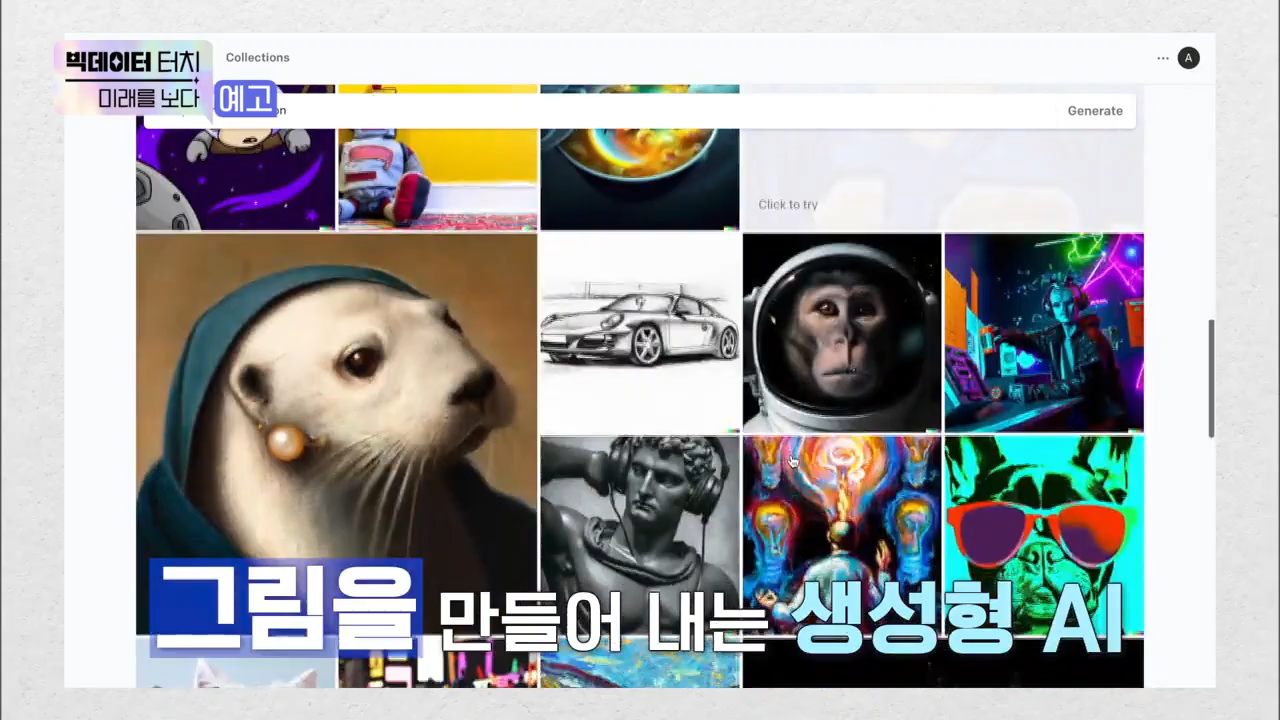 빅데이터 터치
미래를 보다
예고
Collections
A
on
Generate
Click to try
그림을 만들어 내는 생성형 AI